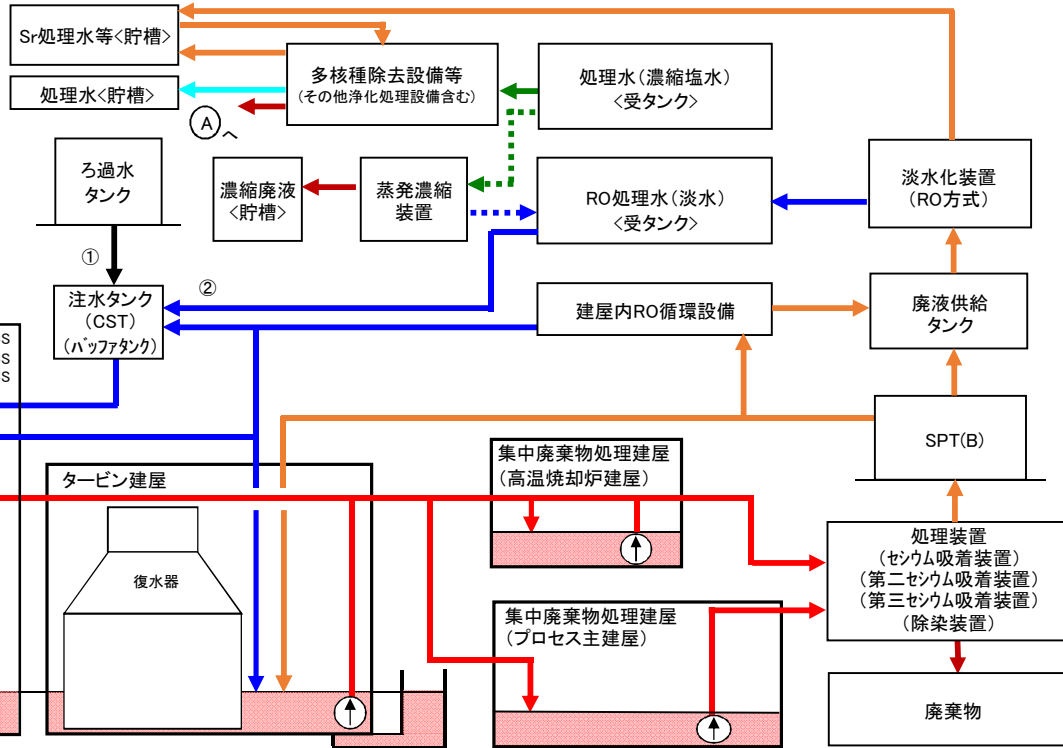 Sr処理水等<貯槽>
処理水<貯槽>
多核種除去設備等
(その他浄化処理設備含む)
処理水(濃縮塩水)
<受タンク>
Aへ
ろ過水
タンク
濃縮廃液
<貯槽>
蒸発濃縮
装置
RO処理水(淡水)
<受タンク>
淡水化装置
(RO方式)
①
②
注水タンク
(CST)
(バッファタンク)
建屋内RO循環設備
廃液供給
タンク
SPT(B)
タービン建屋
復水器
集中廃棄物処理建屋
(高温焼却炉建屋)
集中廃棄物処理建屋
(プロセス主建屋)
処理装置
(セシウム吸着装置)
(第二セシウム吸着装置)
(第三セシウム吸着装置)
(除染装置)
廃棄物